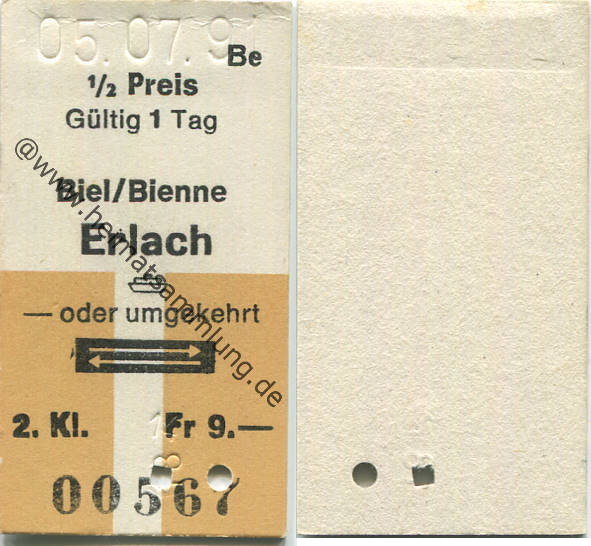 05.07.91
Be
½ Preis
Gültig 1 Tag
Biel/Bienne
Erlach
— oder umgekehrt
2. Kl. Fr 9.—
00567
@www.heimatsammlung.de